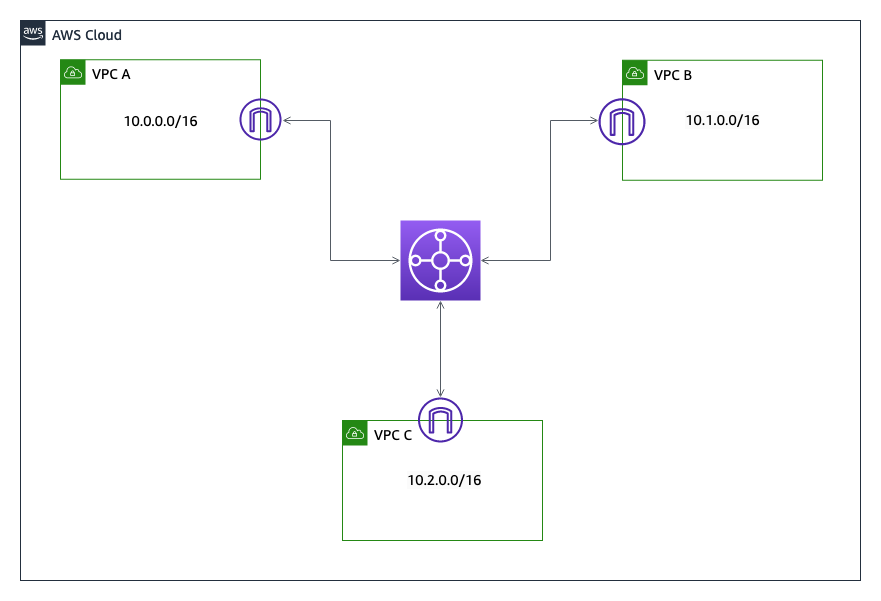 aws
AWS Cloud
VPC A
10.0.0.0/16
VPC B
10.1.0.0/16
VPC C
10.2.0.0/16